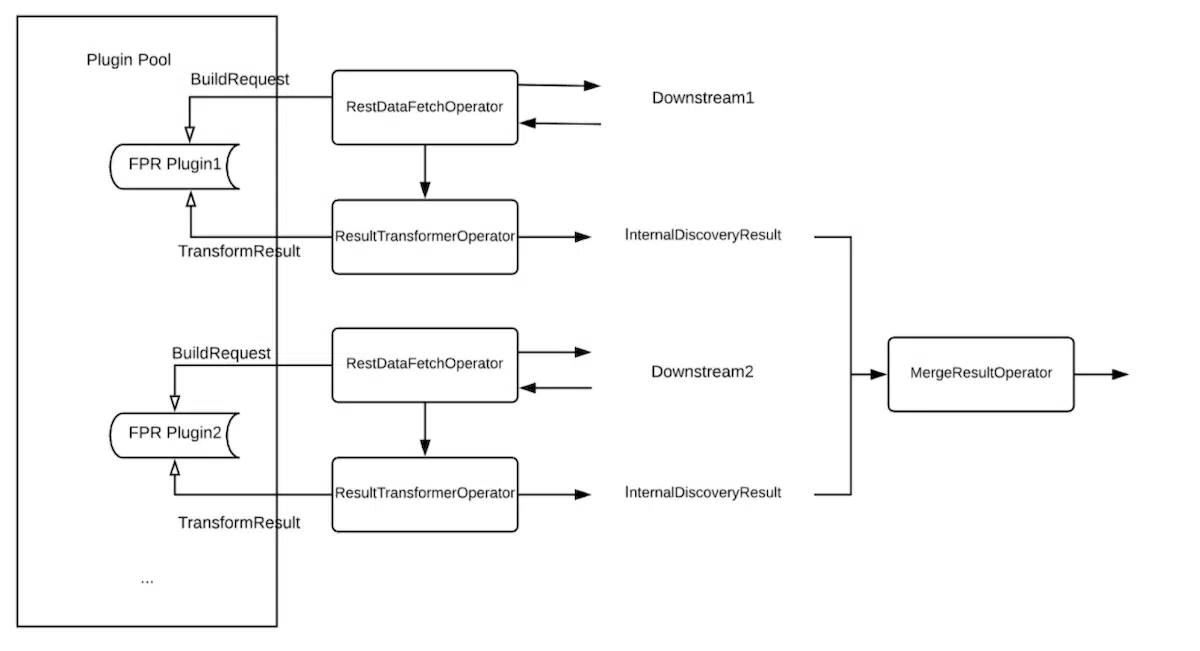 Plugin Pool
BuildRequest
RestDataFetchOperator
Downstream1
FPR Plugin1
ResultTransformerOperator
InternalDiscoveryResult
TransformResult
BuildRequest
RestDataFetchOperator
Downstream2
MergeResultOperator
FPR Plugin2
ResultTransformerOperator
InternalDiscoveryResult
TransformResult
...